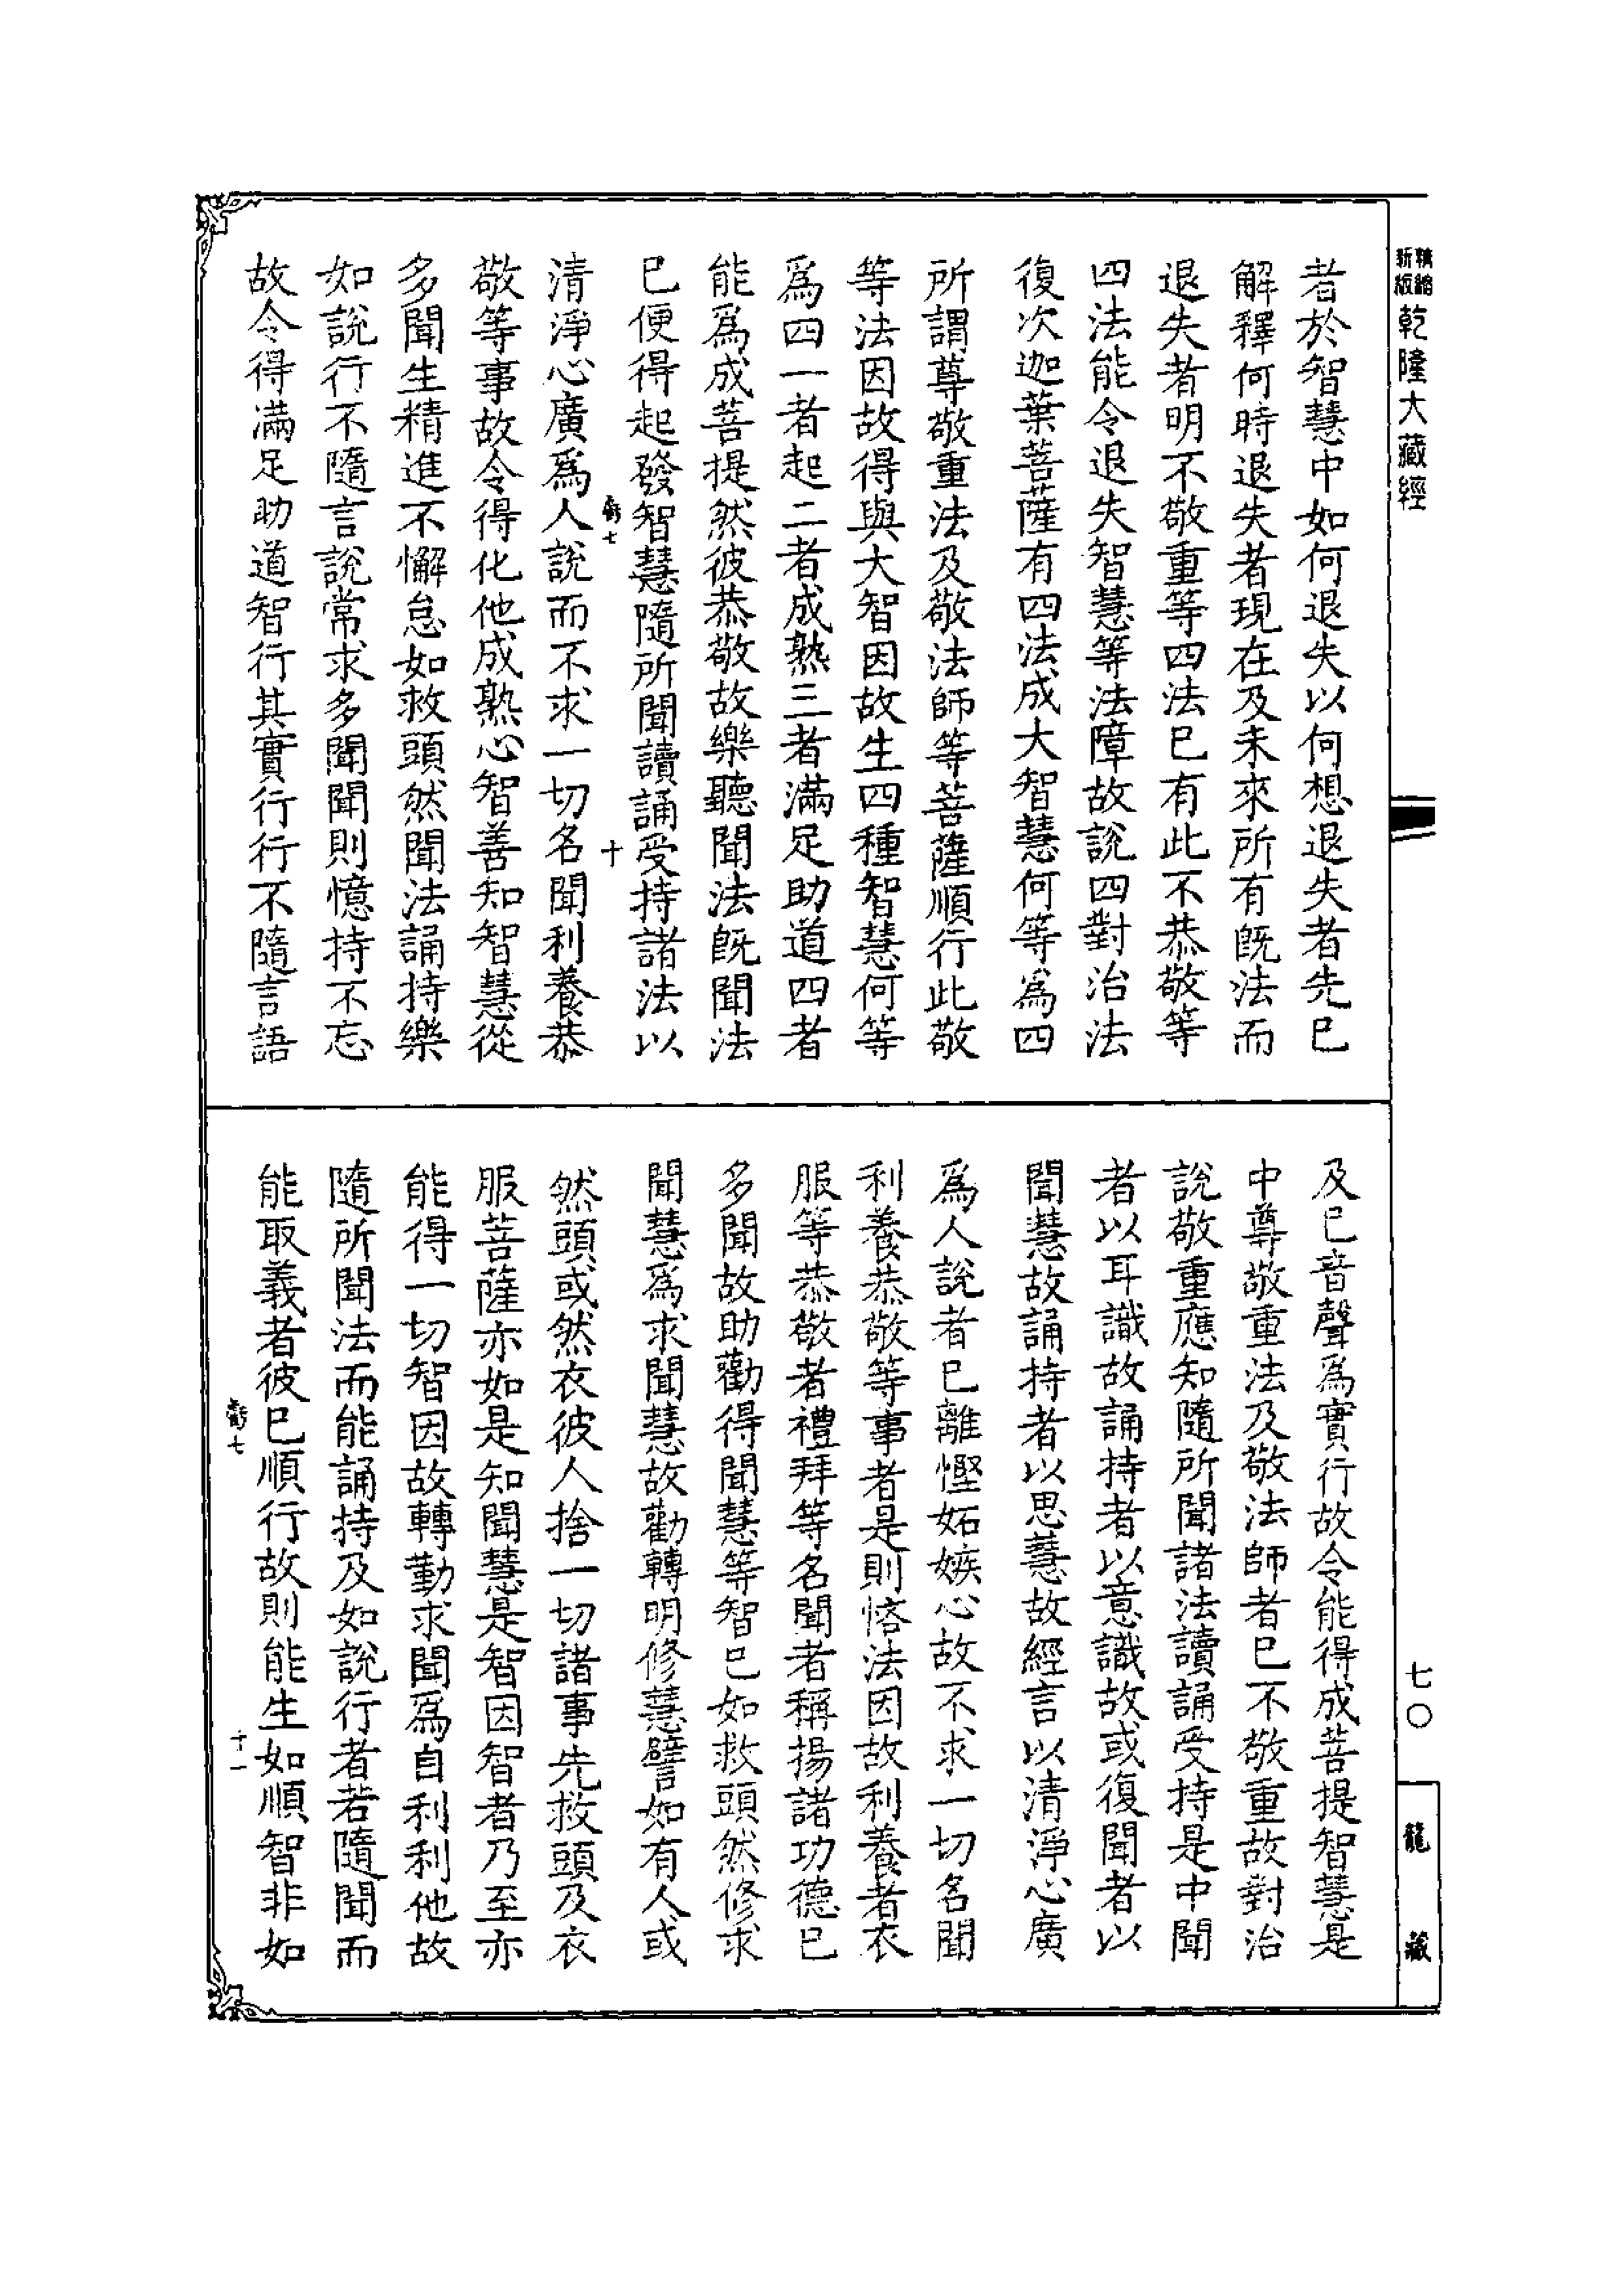 新版精縮乾隆大藏經
者於智慧中如何退失以何想退失者先巳
解釋何時退失者現在及未來所有旣法而
退失者明不敬重等四法巳有此不恭敬等
四法能令退失智慧等法障故說四對治法
復次迦葉菩薩有四法成大智慧何等爲四
所謂尊敬重法及敬法師等菩薩順行此敬
等法因故得與大智因故生四種智慧何等
爲四一者起二者成熟三者滿足助道四者
能爲成菩提然彼恭敬故樂聽聞法旣聞法
巳便得起發智慧隨所聞讀誦受持諸法以
虧七
十
清淨心廣爲人說而不求一切名聞利養恭
敬等事故令得化他成熟心智善知智慧從
多聞生精進不懈怠如救頭然聞法誦持樂
如說行不隨言說常求多聞聞則憶持不忘
故令得滿足助道智行其實行行不隨言語
及巳音聲爲實行故令能得成菩提智慧是
中尊敬重法及敬法師者巳不敬重故對治
說敬重應知隨所聞諸法讀誦受持是中聞
者以耳識故誦持者以意識故或復聞者以
聞慧故誦持者以思慧故經言以清淨心廣
爲人說者巳離慳妬嫉心故不求一切名聞
利養恭敬等事者是則悋法因故利養者衣
服等恭敬者禮拜等名聞者稱揚諸功德巳
多聞故助勸得聞慧等智巳如救頭然修求
聞慧爲求聞慧故勸轉明修慧譬如有人或
然頭或然衣彼人捨一切諸事先救頭及衣
服菩薩亦如是知聞慧是智因智者乃至亦
能得一切智因故轉勤求聞爲自利利他故
隨所聞法而能誦持及如說行者若隨聞而
能取義者彼巳順行故則能生如順智非如
虧七
十一
七〇
龍藏